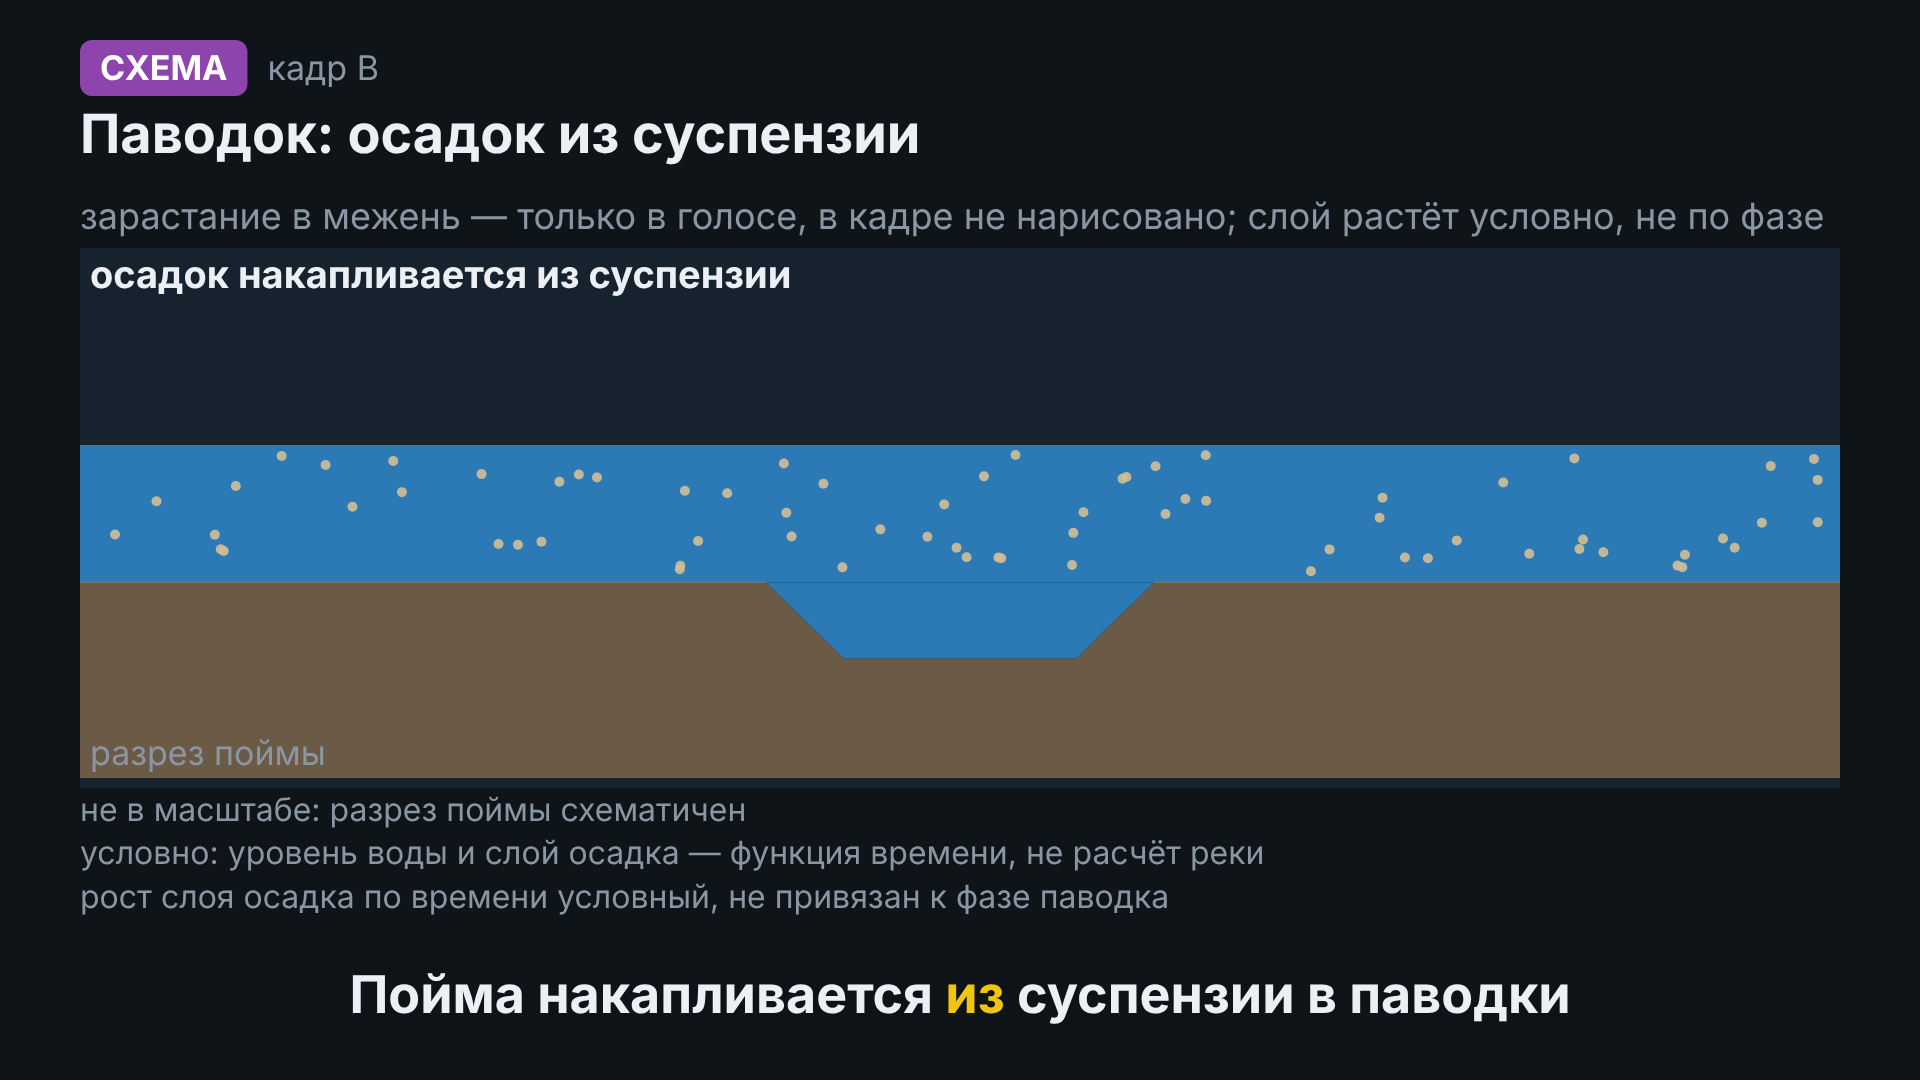 СХЕМА кадр B
Паводок: осадок из суспензии
зарастание в межень — только в голосе, в кадре не нарисовано; слой растёт условно, не по фазе
осадок накапливается из суспензии
разрез поймы
не в масштабе: разрез поймы схематичен
условно: уровень воды и слой осадка — функция времени, не расчёт реки
рост слоя осадка по времени условный, не привязан к фазе паводка
Пойма накапливается из суспензии в паводки